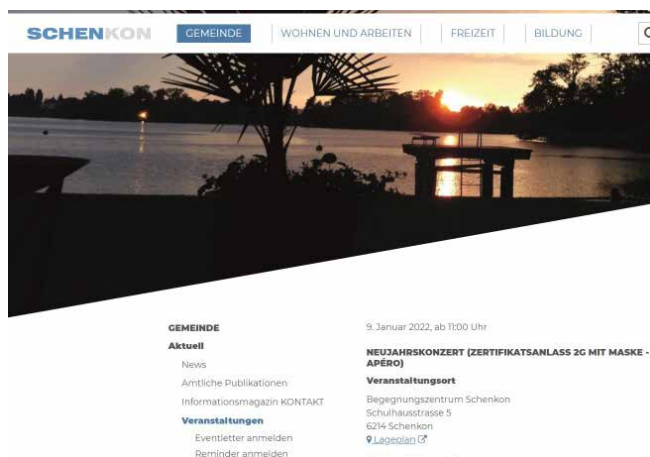 SCHENKON GEMEINDE WOHNEN UND ARBEITEN FREIZEIT BILDUNG
GEMEINDE
Aktuell
News
Amtliche Publikationen
Informationsmagazin KONTAKT
Veranstaltungen
Eventletter anmelden
Reminder anmelden
9. Januar 2022, ab 11:00 Uhr
NEUJAHRSKONZERT (ZERTIFIKATSANLASS 2G MIT MASKE -
APÉRO)
Veranstaltungsort
Begegnungszentrum Schenkon
Schulhausstrasse 5
6214 Schenkon
Lageplan